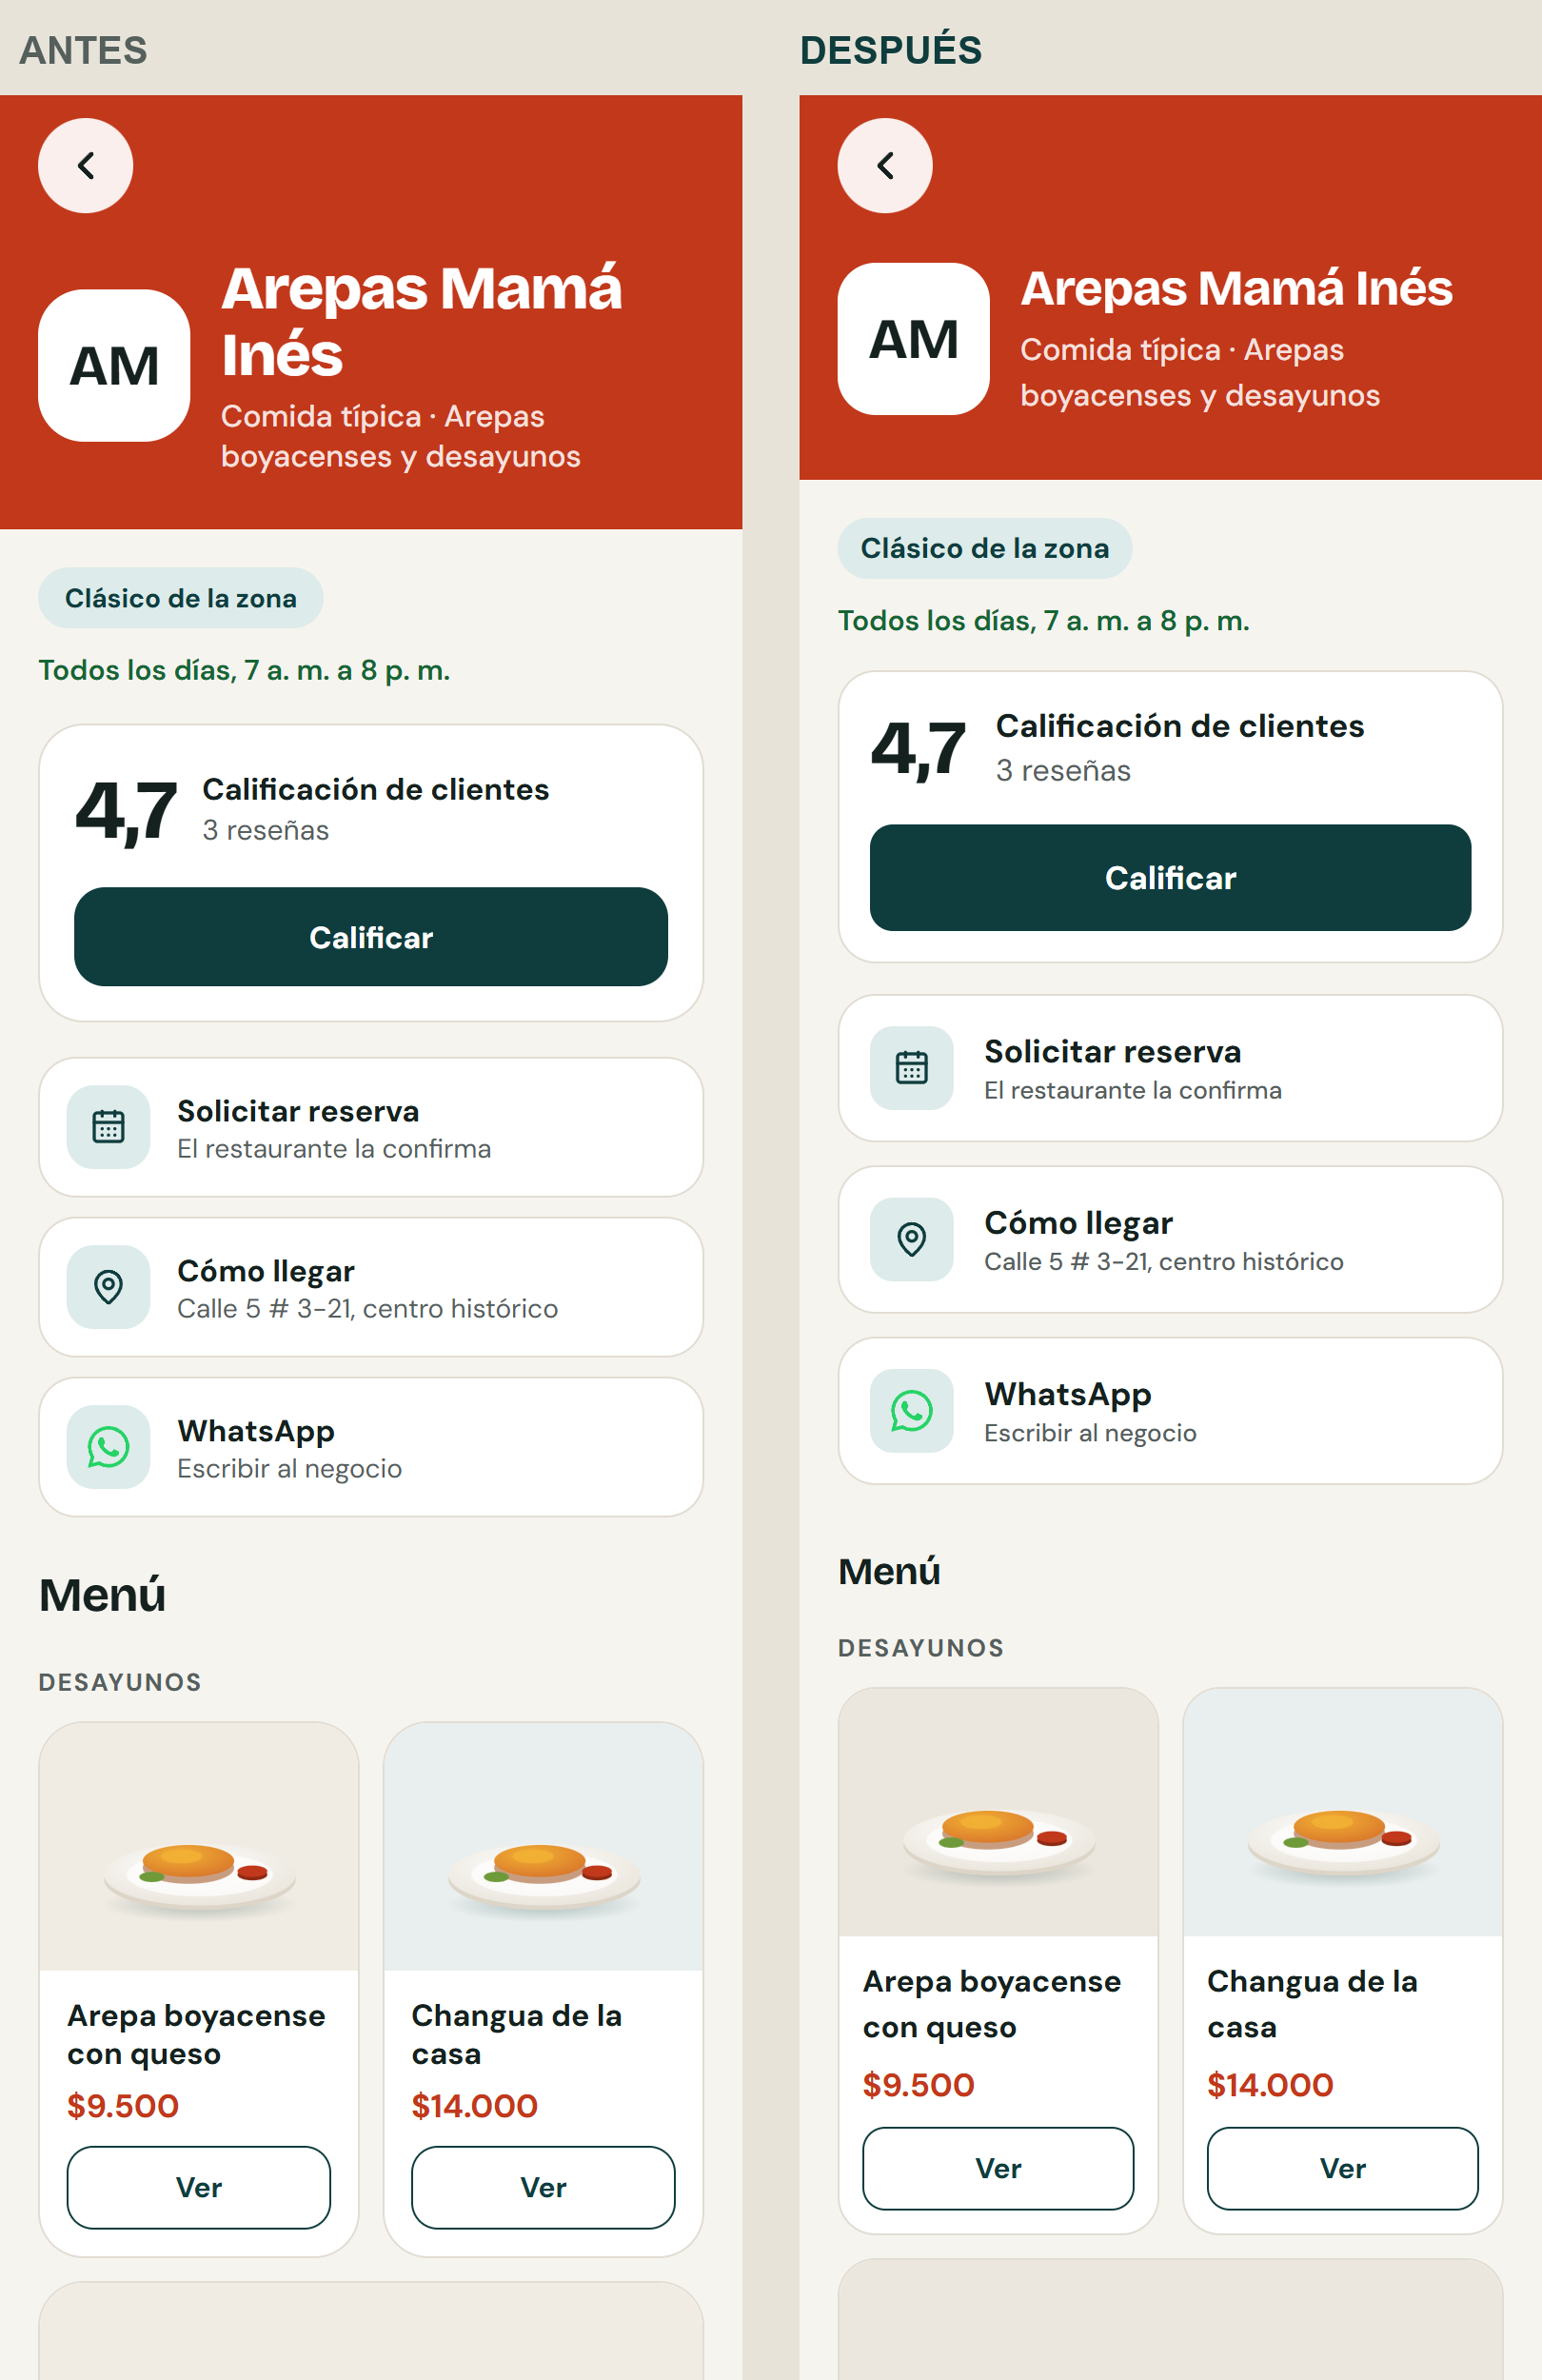 ANTES
AM
Arepas Mamá
Inés
Comida típica · Arepas
boyacenses y desayunos
Clásico de la zona
Todos los días, 7 a. m. a 8 p. m.
4,7
Calificación de clientes
3 reseñas
Calificar
Solicitar reserva
El restaurante la confirma
Cómo llegar
Calle 5 # 3-21, centro histórico
WhatsApp
Escribir al negocio
Menú
DESAYUNOS
Arepa boyacense
con queso
$9.500
Ver
Changua de la
casa
$14.000
Ver
DESPUÉS
AM
Arepas Mamá Inés
Comida típica · Arepas
boyacenses y desayunos
Clásico de la zona
Todos los días, 7 a. m. a 8 p. m.
4,7
Calificación de clientes
3 reseñas
Calificar
Solicitar reserva
El restaurante la confirma
Cómo llegar
Calle 5 # 3-21, centro histórico
WhatsApp
Escribir al negocio
Menú
DESAYUNOS
Arepa boyacense
con queso
$9.500
Ver
Changua de la
casa
$14.000
Ver